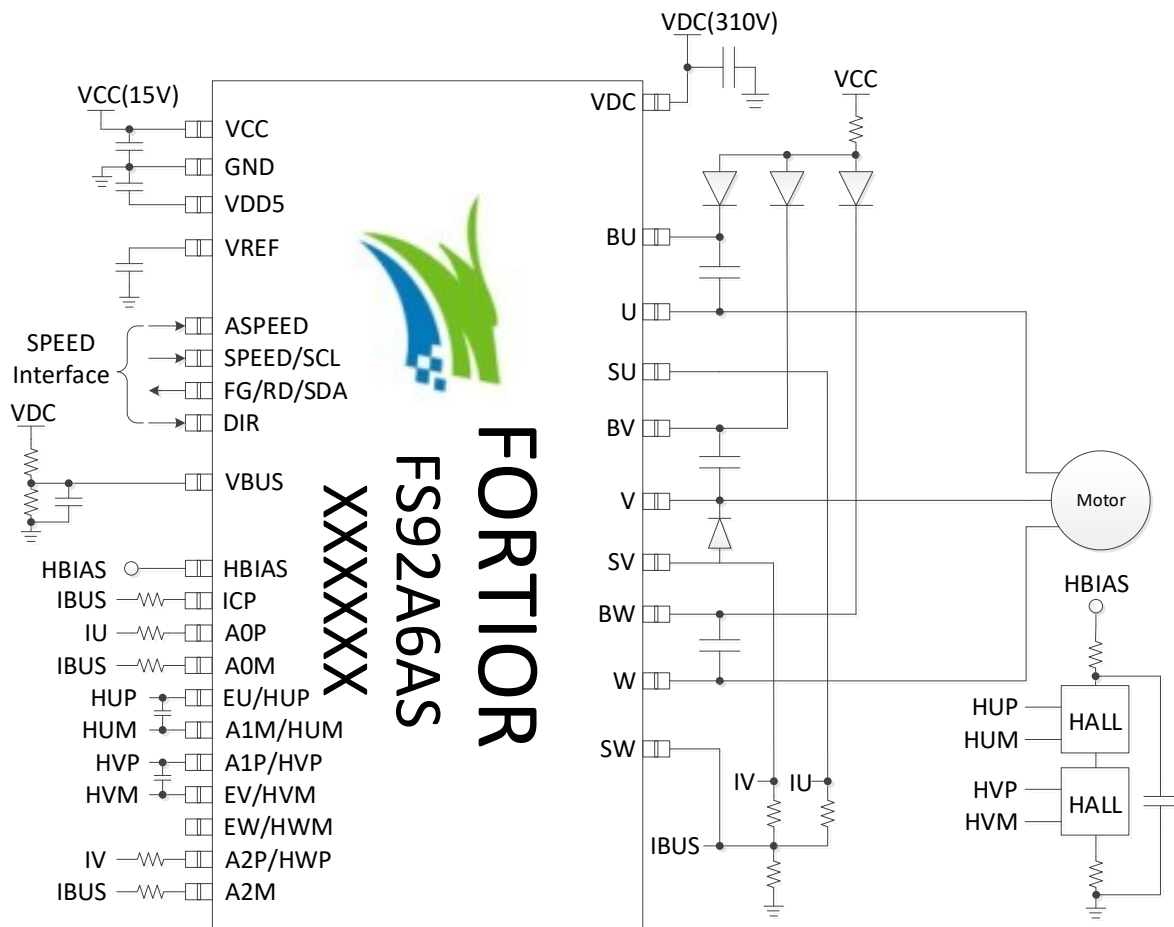 VDC(310V)
VCC(15V)
VCC
VDC
VCC
GND
VDD5
VREF
BU
U
SPEED
Interface
ASPEED
SPEED/SCL
FG/RD/SDA
DIR
SU
BV
VDC
VBUS
V
Motor
SV
BW
W
SW
FORTIOR
FS92A6AS
XXXXXX
HBIAS
HBIAS
IBUS
ICP
IU
A0P
IBUS
A0M
HUP
EU/HUP
HUM
A1M/HUM
HVP
A1P/HVP
HVM
EV/HVM
EW/HWM
IV
A2P/HWP
IBUS
A2M
IV
IU
IBUS
HBIAS
HUP
HUM
HALL
HVP
HVM
HALL